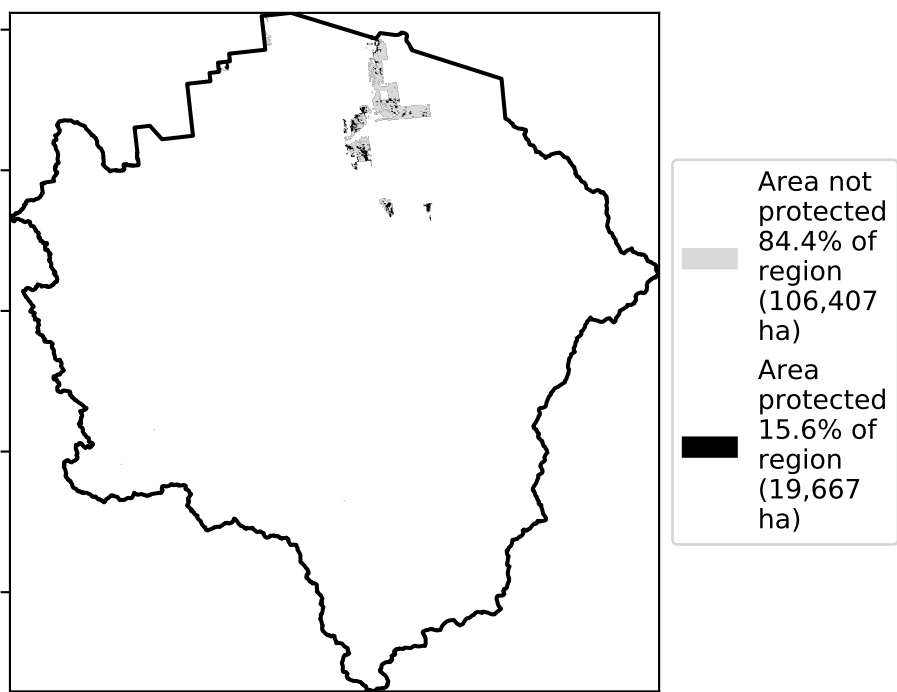 Area not
protected
84.4% of
region
(106,407
ha)
Area
protected
15.6% of
region
(19,667
ha)